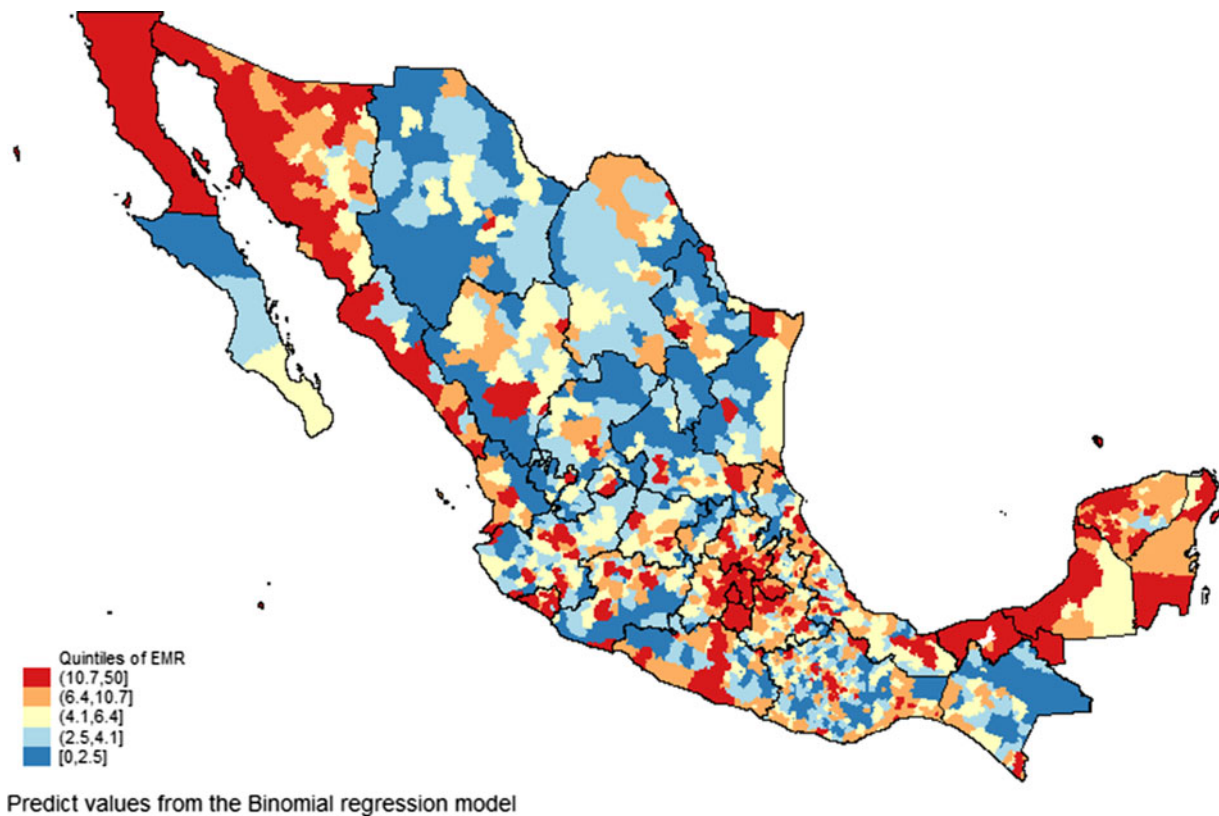 Quintiles of EMR
(10.7,50]
(6.4,10.7]
(4.1,6.4]
(2.5,4.1]
[0,2.5]
Predict values from the Binomial regression model